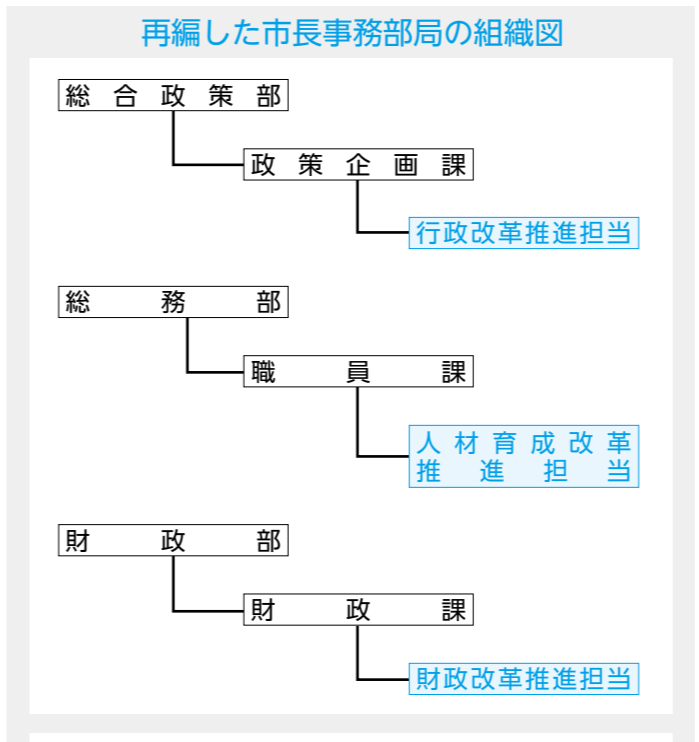 再編した市長事務部局の組織図
総合政策部
政策企画課
行政改革推進担当
総務部
職員課
人材育成改革
推進担当
財政部
財政課
財政改革推進担当